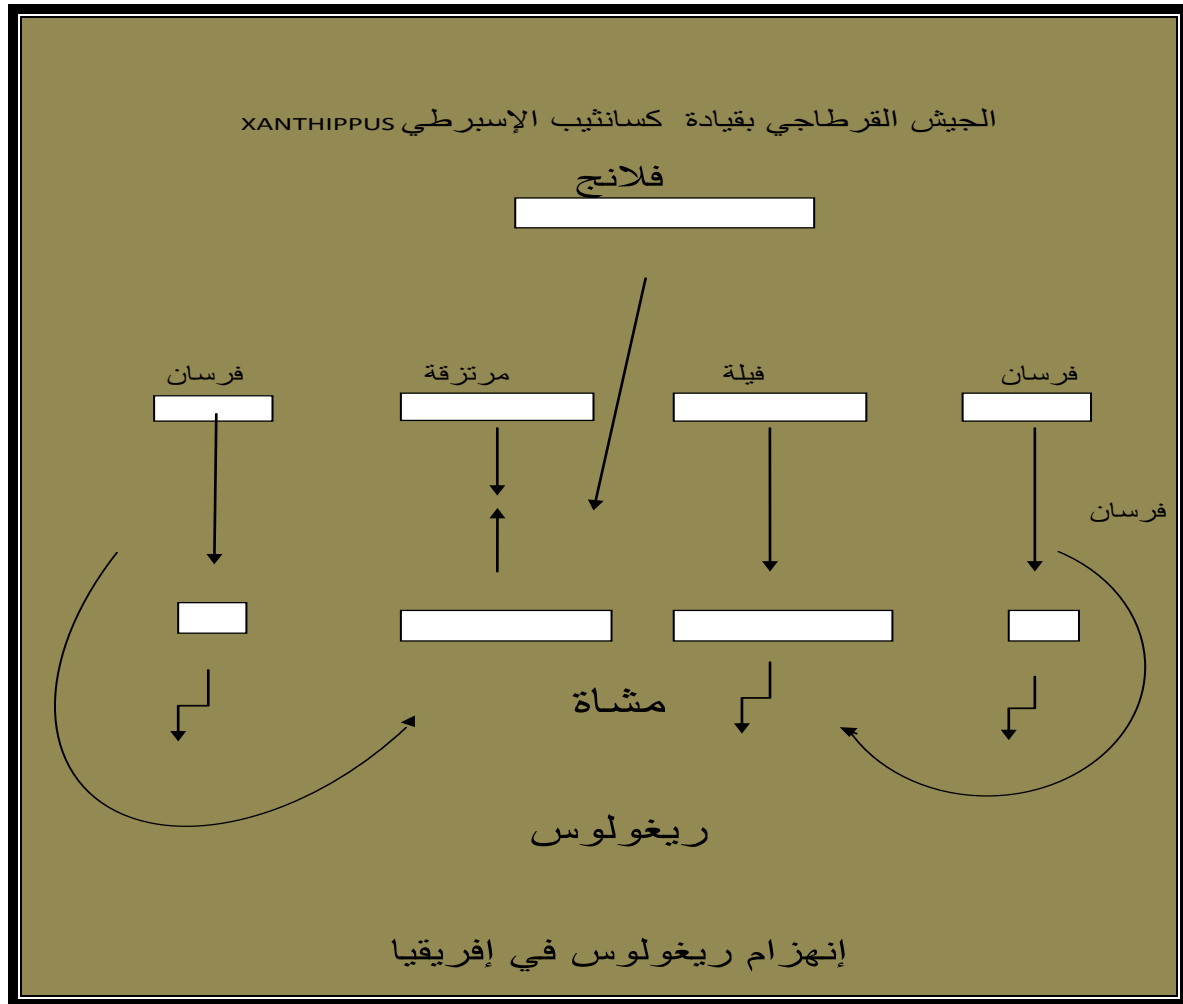 الجيش القرطاجي بقيادة كسانثيب الإسبرطي XANTHIPPUS
فلانج
فرسان
فيلة
مرتزقة
فرسان
فرسان
مشاة
ريغولوس
إنهزام ريغولوس في إفريقيا